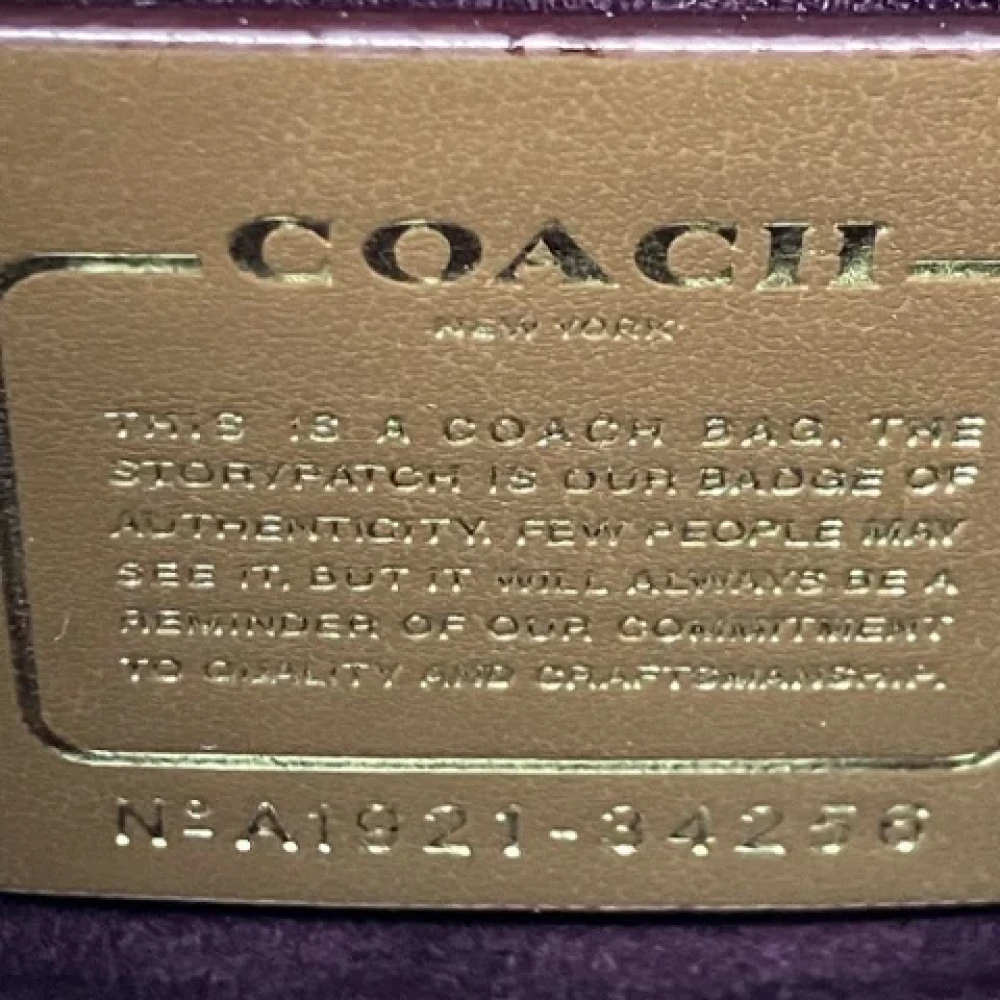 COACH
NEW YORK
THIS IS A COACH BAG. THE
STORYPATCH IS OUR BADGE OF
AUTHENTICITY. FEW PEOPLE MAY
SEE IT, BUT IT WILL ALWAYS BE A
REMINDER OF OUR COMMITMENT
TO QUALITY AND CRAFTSMANSHIP.
Nº A1921-34256